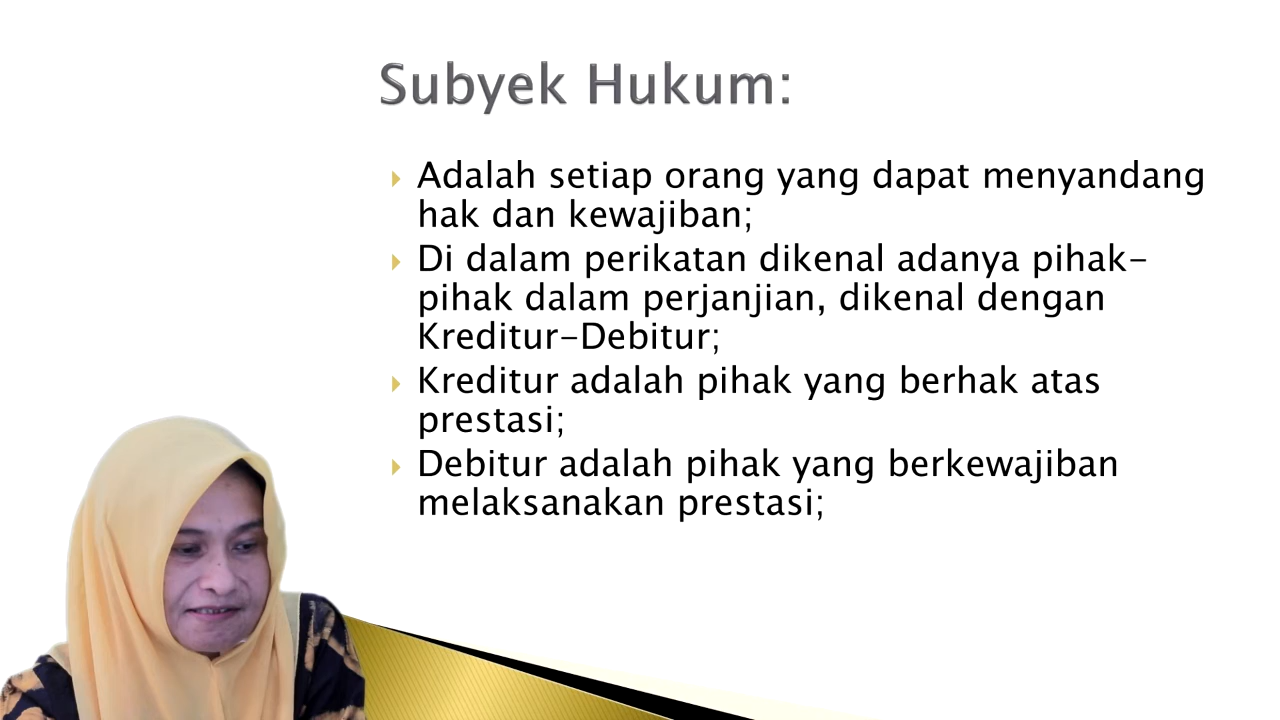 Subyek Hukum:
Adalah setiap orang yang dapat menyandang
hak dan kewajiban;
Di dalam perikatan dikenal adanya pihak-
pihak dalam perjanjian, dikenal dengan
Kreditur-Debitur;
Kreditur adalah pihak yang berhak atas
prestasi;
Debitur adalah pihak yang berkewajiban
melaksanakan prestasi;